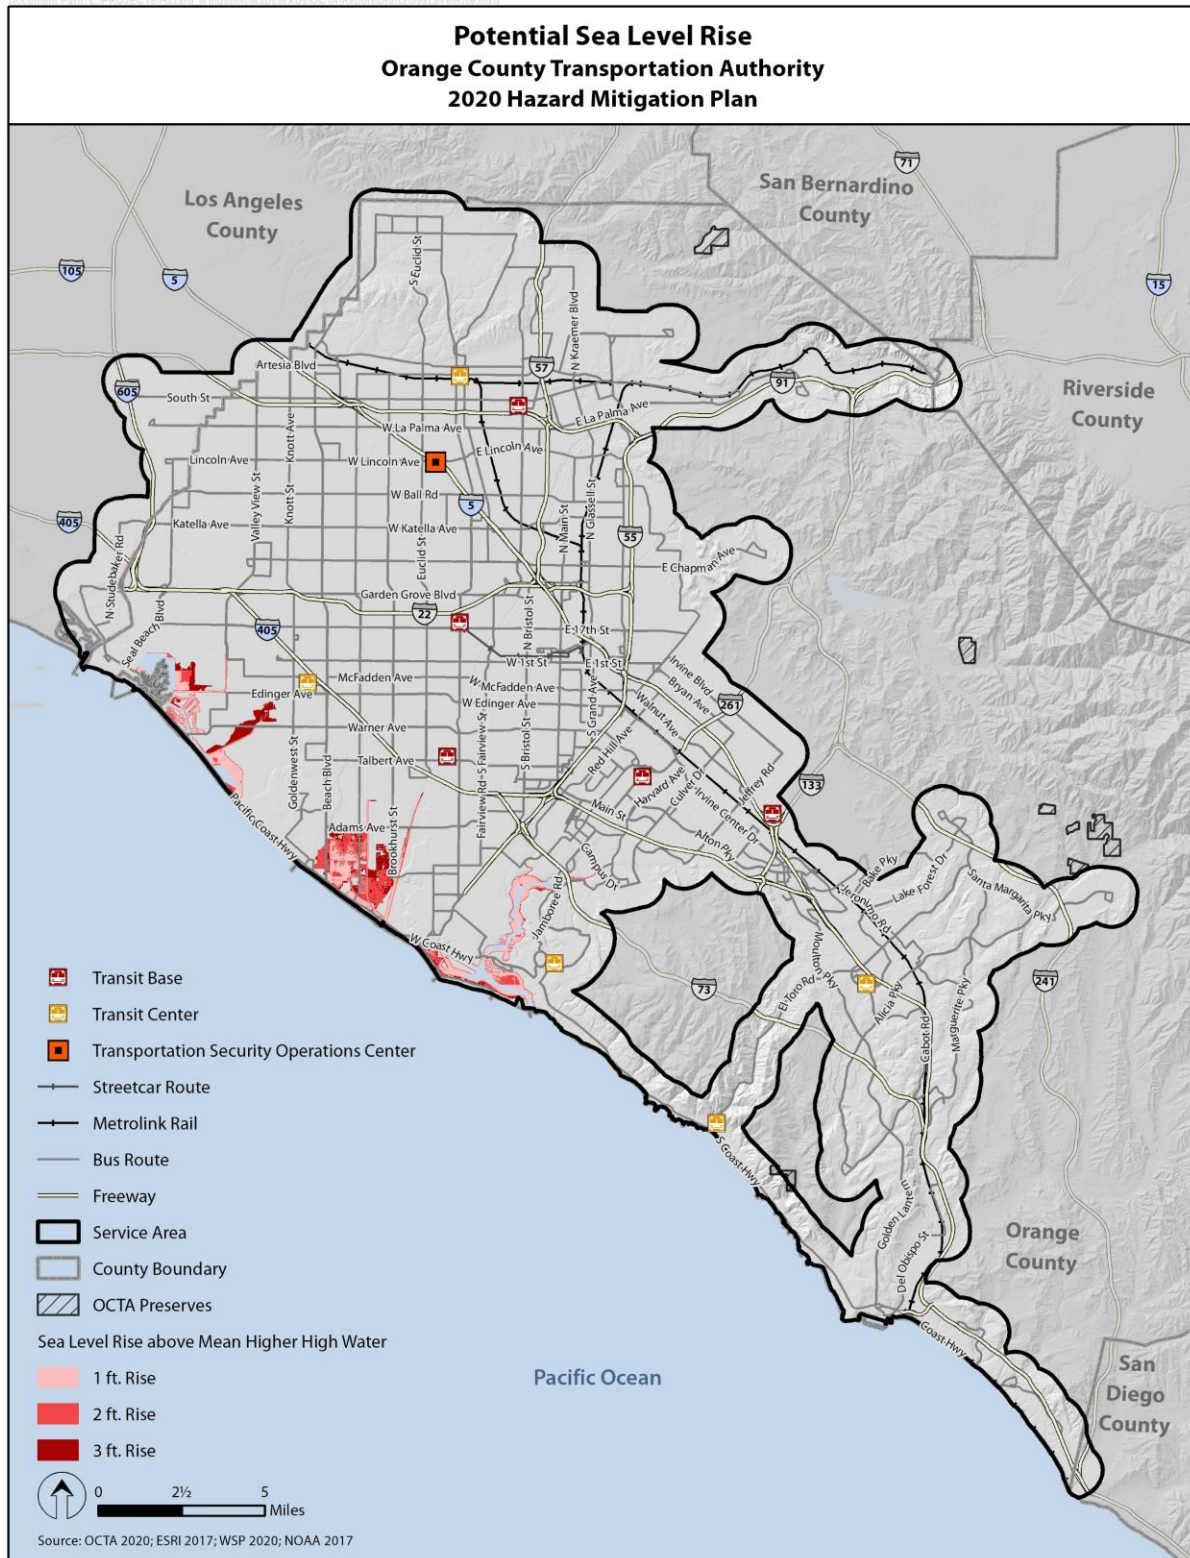 Potential Sea Level Rise
Orange County Transportation Authority
2020 Hazard Mitigation Plan
71
San Bernardino
County
Los Angeles
County
105
5
15
S Euclid St
N Kraemer Blvd
Artesia Blvd
57
91
605
South St
Riverside
County
W La Palma Ave
E La Palma Ave
Knott Ave
Lincoln Ave
W Lincoln Ave
E Lincoln Ave
Valley View St
Knott St
W Ball Rd
5
N Main St
N Glassell St
405
Katella Ave
W Katella Ave
55
N Studebaker Rd
Euclid St
E Chapman Ave
Garden Grove Blvd
Seal Beach Blvd
405
22
N Bristol St
E 17th St
W 1st St
E 1st St
McFadden Ave
W McFadden Ave
Irvine Blvd
Bryan Ave
Edinger Ave
W Edinger Ave
Walnut Ave
261
Warner Ave
S Grand Ave
Goldenwest St
Beach Blvd
Talbert Ave
S Fairview St
S Bristol St
Red Hill Ave
Harvard Ave
Culver Dr
Jeffrey Rd
133
Pacific Coast Hwy
Fairview Rd
Main St
Irvine Center Dr
Adams Ave
Brookhurst St
Alton Pky
Campus Dr
Bake Pky
Lake Forest Dr
Jeronimo Rd
Santa Margarita Pky
Jamboree Rd
W Coast Hwy
Moulton Pky
73
El Toro Rd
Alicia Pky
241
Cabot Rd
Marguerite Pky
S Coast Hwy
Golden Lantern
Del Obispo St
Orange
County
Coast Hwy
San
Diego
County
Pacific Ocean
Transit Base
Transit Center
Transportation Security Operations Center
Streetcar Route
Metrolink Rail
Bus Route
Freeway
Service Area
County Boundary
OCTA Preserves
Sea Level Rise above Mean Higher High Water
1 ft. Rise
2 ft. Rise
3 ft. Rise
0 2½ 5
Miles
Source: OCTA 2020; ESRI 2017; WSP 2020; NOAA 2017